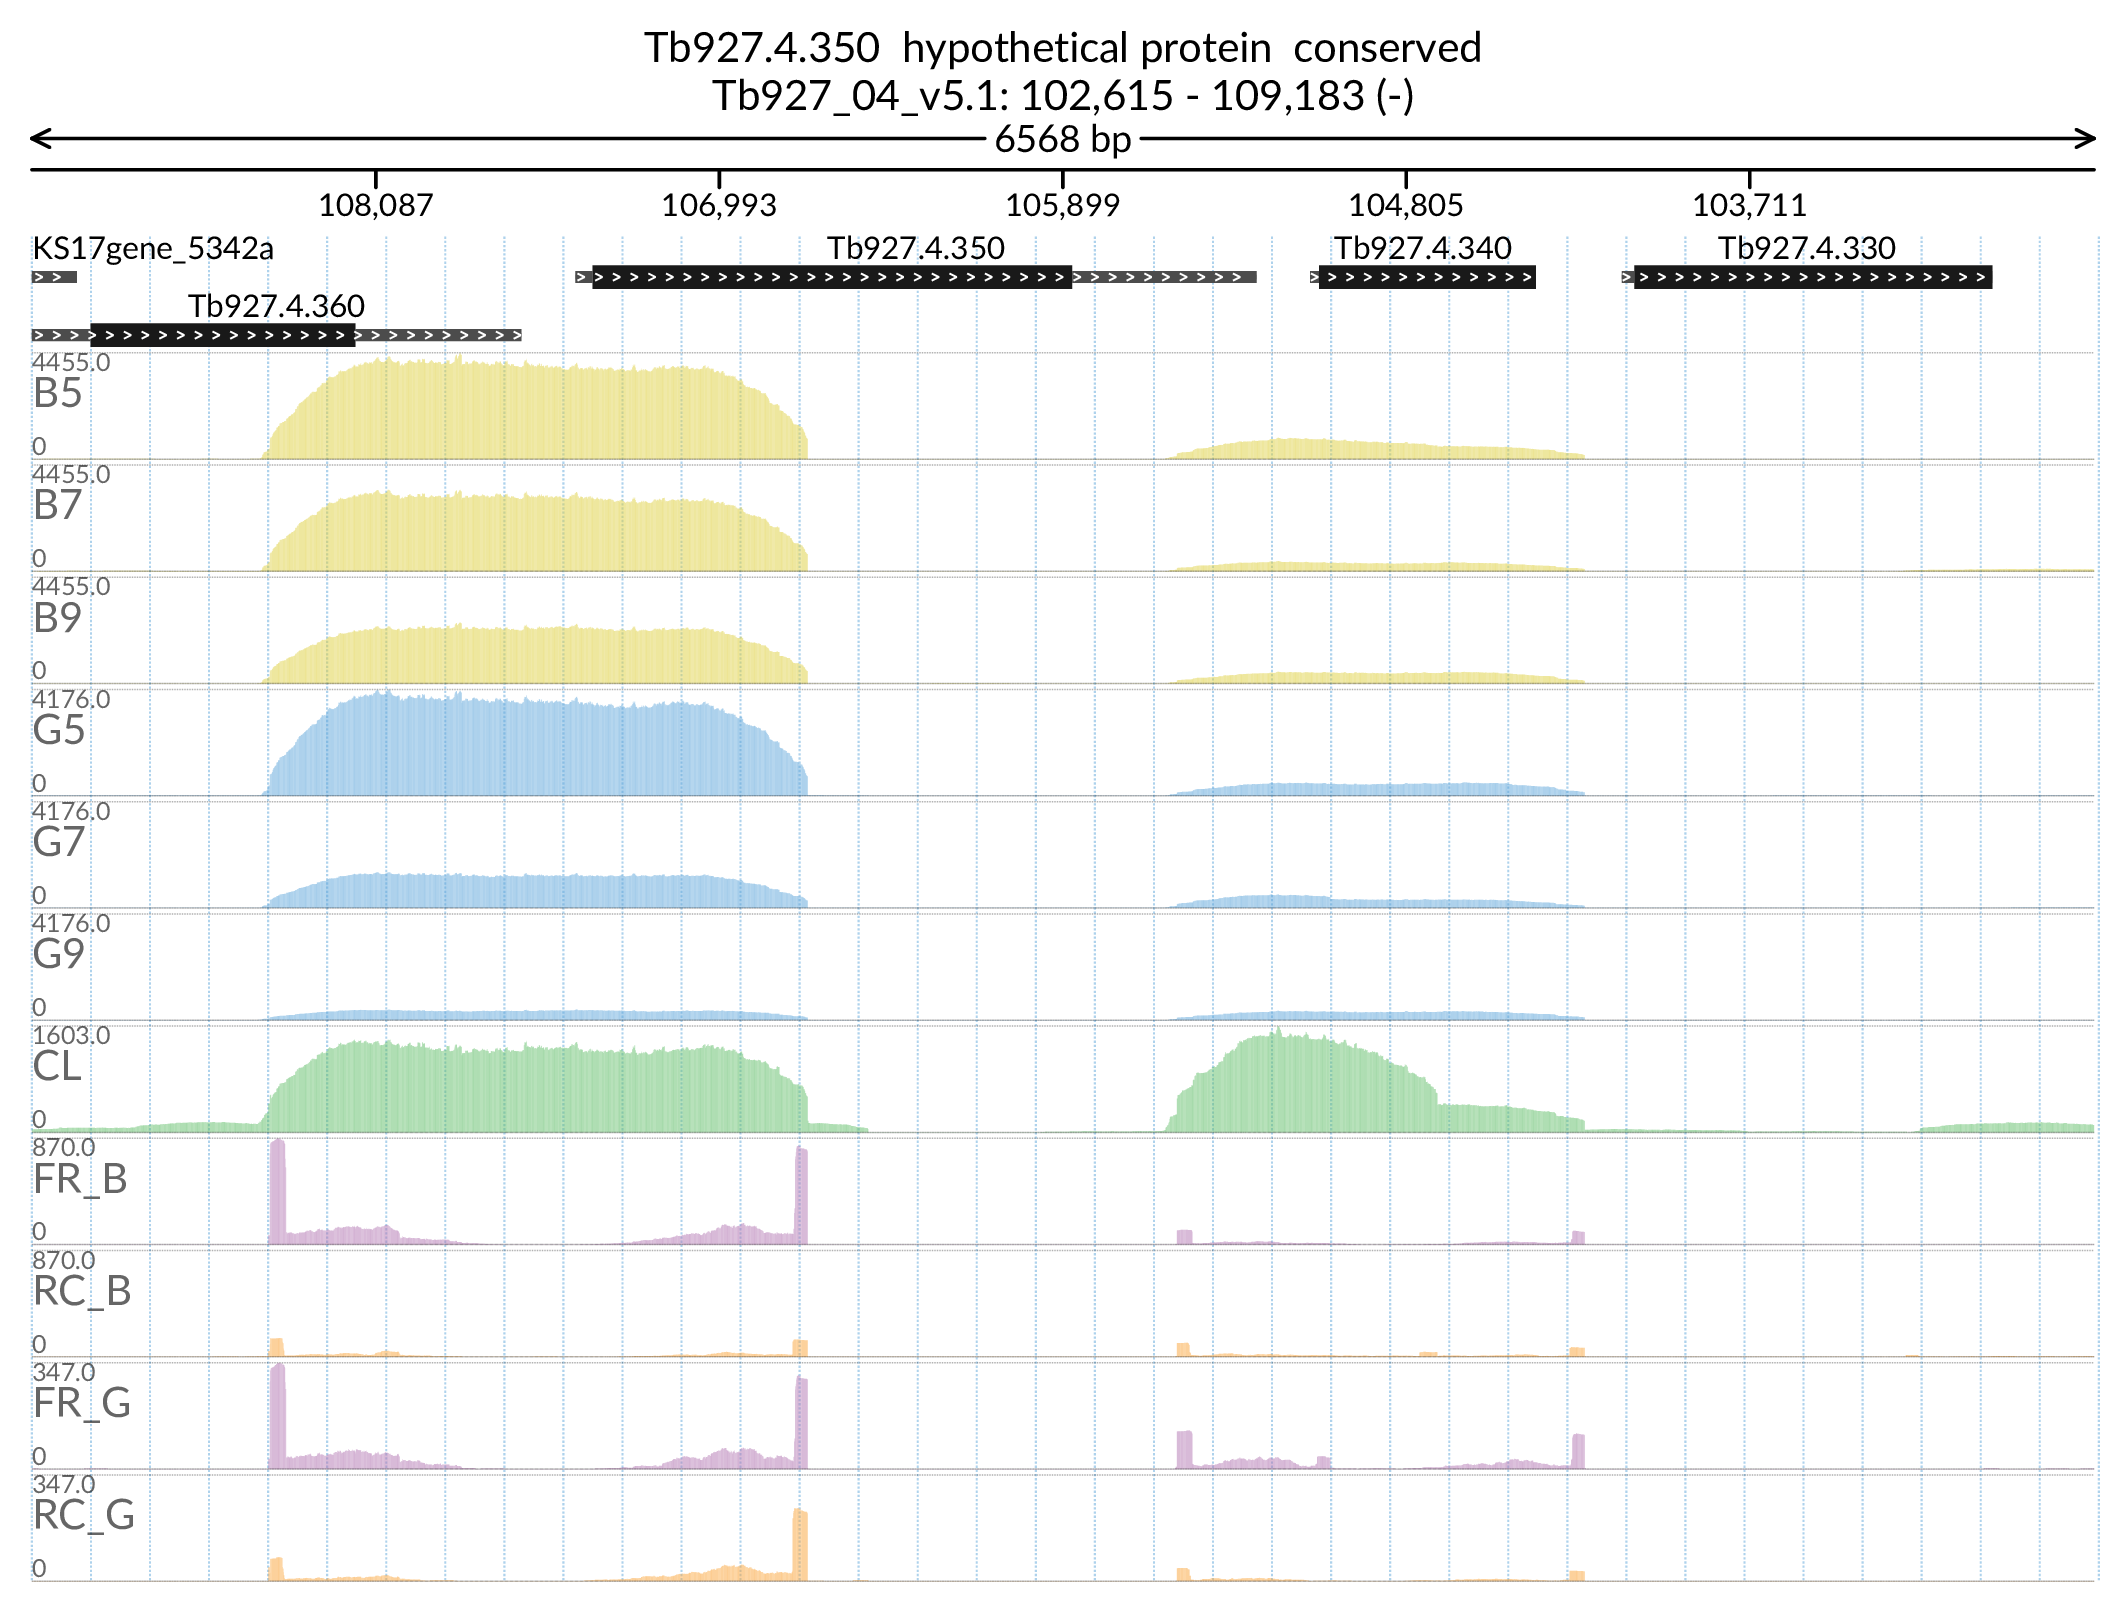 Tb927.4.350  hypothetical protein  conserved
Tb927_04_v5.1: 102,615 - 109,183 (-)
6568 bp
108,087 106,993 105,899 104,805 103,711
KS17gene_5342a Tb927.4.350 Tb927.4.340 Tb927.4.330
Tb927.4.360
4455.0
B5
0
4455.0
B7
0
4455.0
B9
0
4176.0
G5
0
4176.0
G7
0
4176.0
G9
0
1603.0
CL
0
870.0
FR_B
0
870.0
RC_B
0
347.0
FR_G
0
347.0
RC_G
0